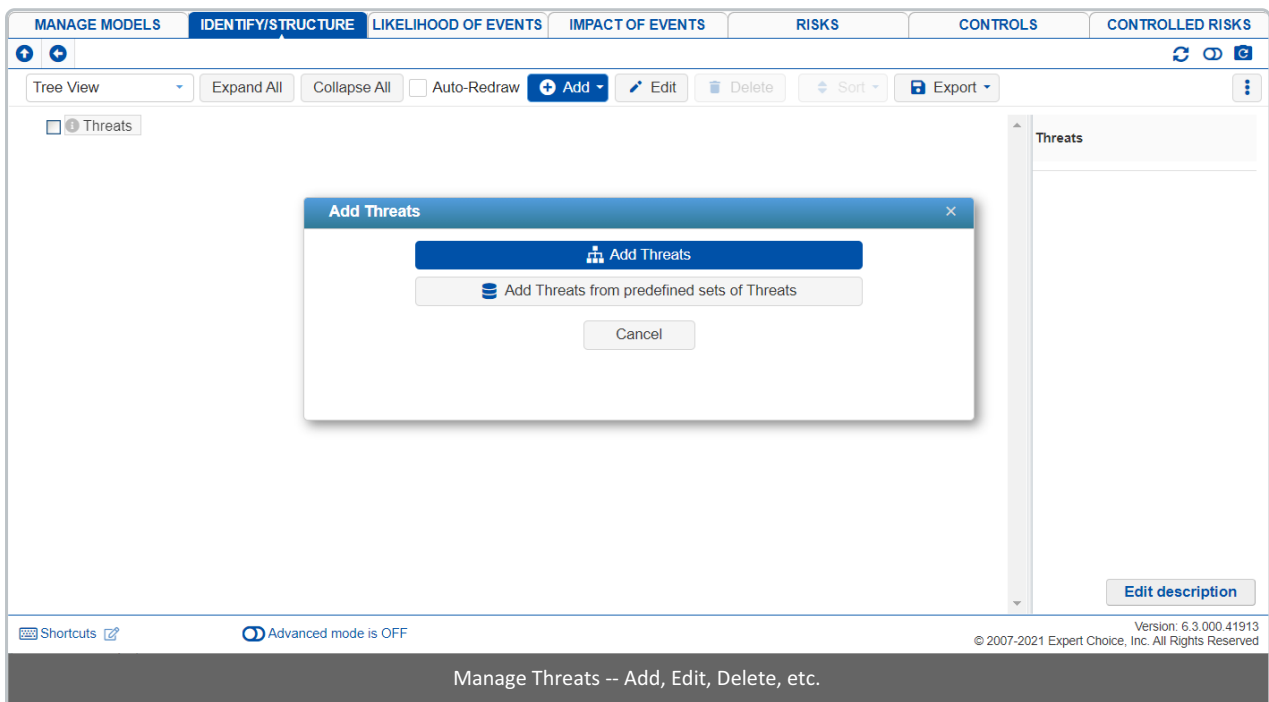 MANAGE MODELS IDENTIFY/STRUCTURE LIKELIHOOD OF EVENTS IMPACT OF EVENTS RISKS CONTROLS CONTROLLED RISKS
Tree View Expand All Collapse All Auto-Redraw Add Edit Delete Sort Export
Threats
Threats
Add Threats ×
Add Threats
Add Threats from predefined sets of Threats
Cancel
Edit description
Shortcuts Advanced mode is OFF
Version: 6.3.000.41913
© 2007-2021 Expert Choice, Inc. All Rights Reserved
Manage Threats -- Add, Edit, Delete, etc.